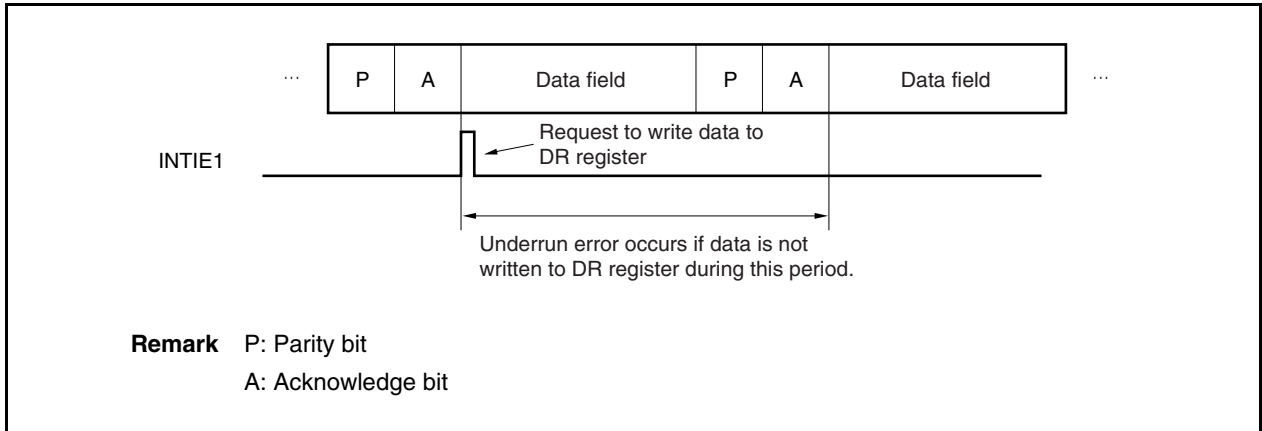 ... P A Data field P A Data field ...
INTIE1
Request to write data to
DR register
Underrun error occurs if data is not
written to DR register during this period.
Remark P: Parity bit
A: Acknowledge bit